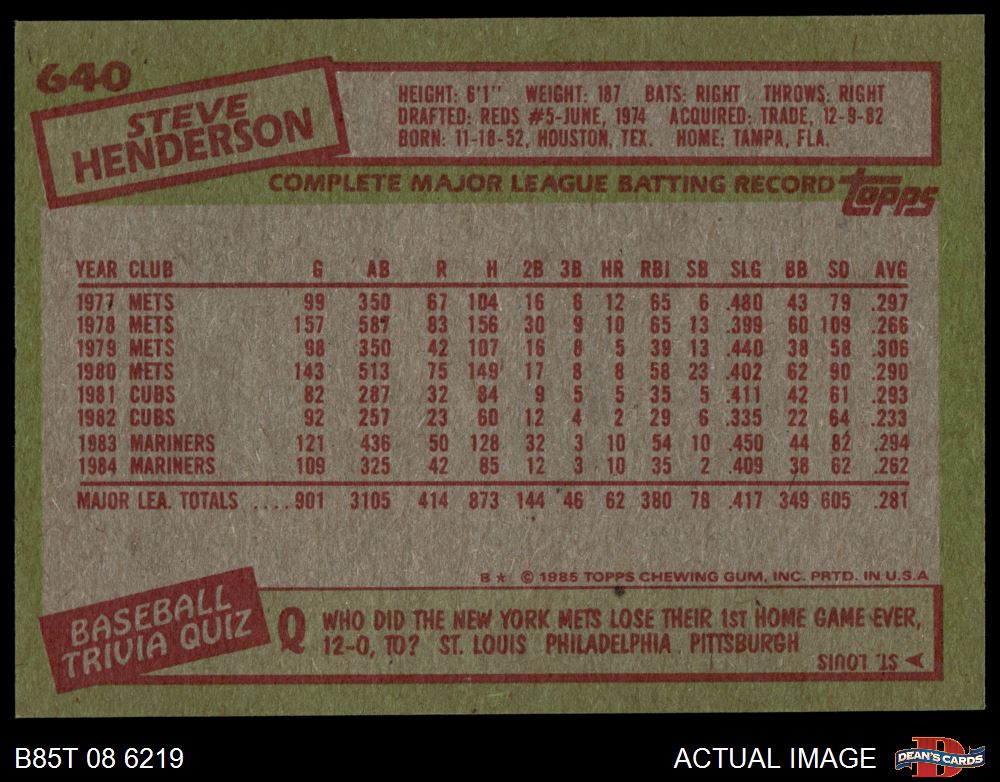 640
STEVE
HENDERSON
HEIGHT: 6'1" WEIGHT: 187 BATS: RIGHT THROWS: RIGHT
DRAFTED: REDS #5-JUNE, 1974 ACQUIRED: TRADE, 12-9-82
BORN: 11-18-52, HOUSTON, TEX. HOME: TAMPA, FLA.
COMPLETE MAJOR LEAGUE BATTING RECORD topps
YEAR CLUB G AB R H 2B 3B HR RBI SB SLG BB SO AVG
1977 METS 99 350 67 104 16 6 12 65 6 .480 43 79 .297
1978 METS 157 587 83 156 30 9 10 65 13 .399 60 109 .266
1979 METS 98 350 42 107 16 8 5 39 13 .440 38 58 .306
1980 METS 143 513 75 149 17 8 8 58 23 .402 62 90 .290
1981 CUBS 82 287 32 84 9 5 5 35 5 .411 42 61 .293
1982 CUBS 92 257 23 60 12 4 2 29 6 .335 22 64 .233
1983 MARINERS 121 436 50 128 32 3 10 54 10 .450 44 82 .294
1984 MARINERS 109 325 42 85 12 3 10 35 2 .409 38 62 .262
MAJOR LEA. TOTALS ....901 3105 414 873 144 46 62 380 78 .417 349 605 .281
B* © 1985 TOPPS CHEWING GUM, INC. PRTD. IN U.S.A
BASEBALL
TRIVIA QUIZ
Q WHO DID THE NEW YORK METS LOSE THEIR 1ST HOME GAME EVER,
12-0, TO? ST. LOUIS PHILADELPHIA PITTSBURGH
ST. LOUIS
B85T 08 6219 ACTUAL IMAGE DEAN'S CARDS